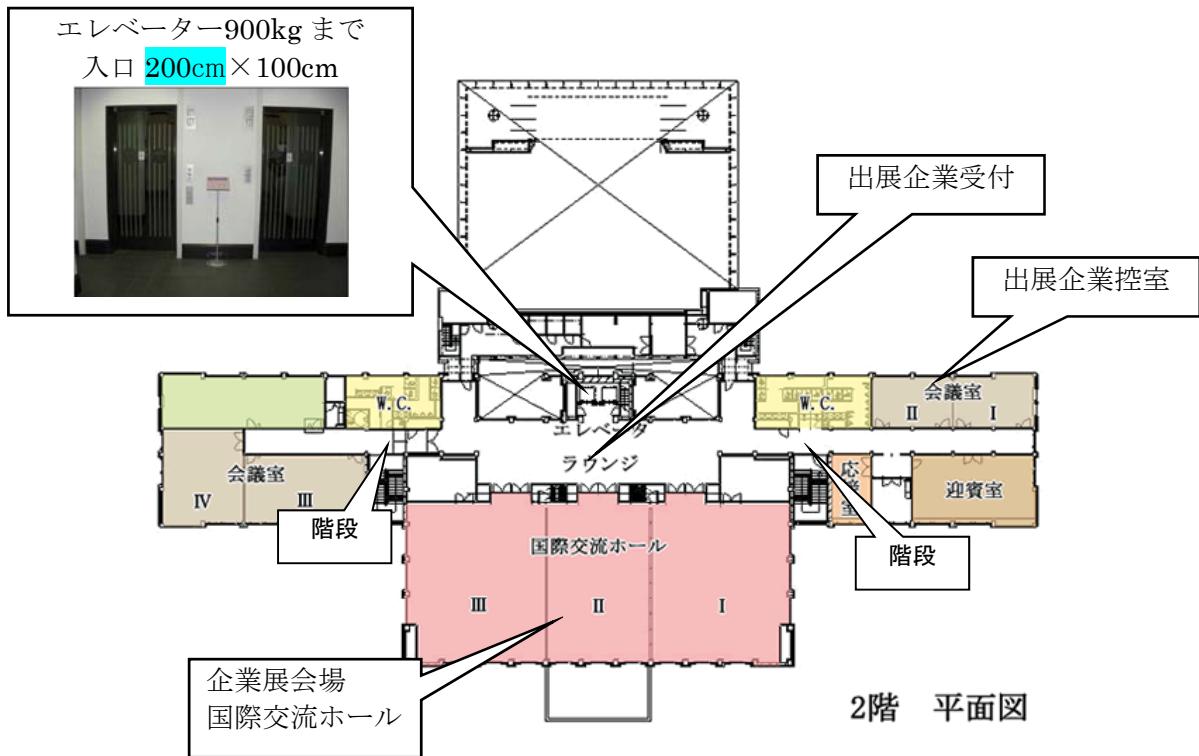 エレベーター900kg まで
入口 200cm×100cm
出展企業受付
出展企業控室
W.C.
エレベータ
ラウンジ
W.C.
会議室
Ⅱ
Ⅰ
会議室
Ⅳ
Ⅲ
階段
応接室
迎賓室
階段
国際交流ホール
Ⅲ
Ⅱ
Ⅰ
企業展会場
国際交流ホール
2階 平面図